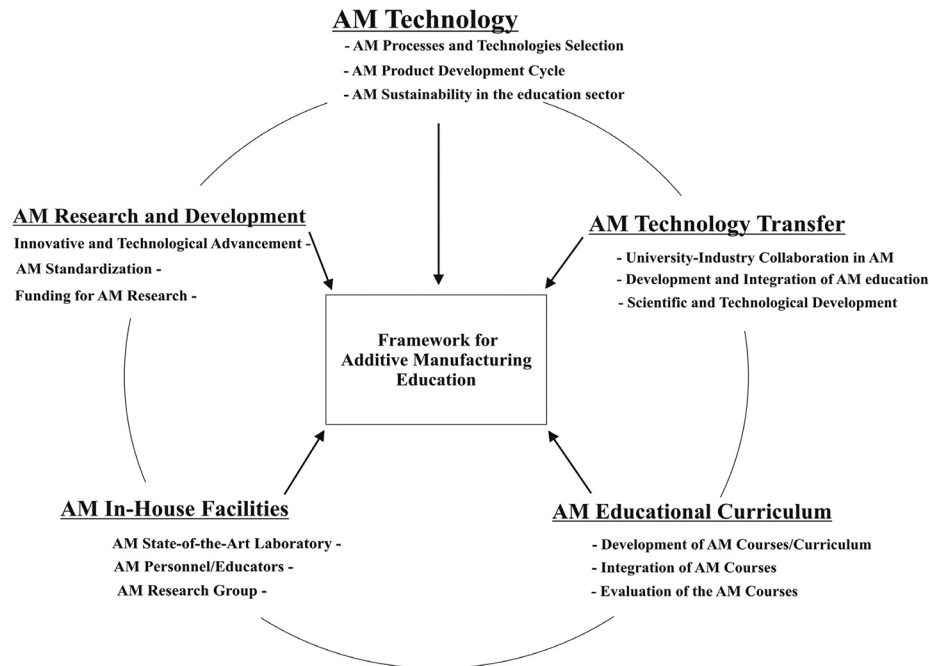 AM Technology
- AM Processes and Technologies Selection
- AM Product Development Cycle
- AM Sustainability in the education sector
AM Research and Development
Innovative and Technological Advancement -
AM Standardization -
Funding for AM Research -
AM Technology Transfer
- University-Industry Collaboration in AM
- Development and Integration of AM education
- Scientific and Technological Development
Framework for
Additive Manufacturing
Education
AM In-House Facilities
AM State-of-the-Art Laboratory -
AM Personnel/Educators -
AM Research Group -
AM Educational Curriculum
- Development of AM Courses/Curriculum
- Integration of AM Courses
- Evaluation of the AM Courses